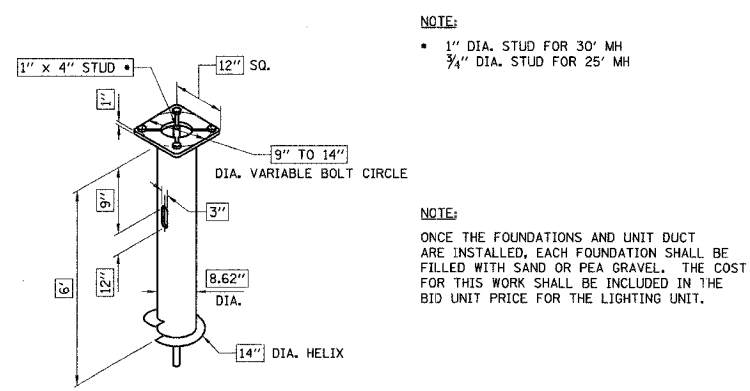 1" x 4" STUD *
12" SQ.
1"
9" TO 14"
DIA. VARIABLE BOLT CIRCLE
9"
3"
12"
6'
8.62"
DIA.
14" DIA. HELIX
NOTE:
* 1" DIA. STUD FOR 30' MH
3/4" DIA. STUD FOR 25' MH
NOTE:
ONCE THE FOUNDATIONS AND UNIT DUCT
ARE INSTALLED, EACH FOUNDATION SHALL BE
FILLED WITH SAND OR PEA GRAVEL. THE COST
FOR THIS WORK SHALL BE INCLUDED IN THE
BID UNIT PRICE FOR THE LIGHTING UNIT.